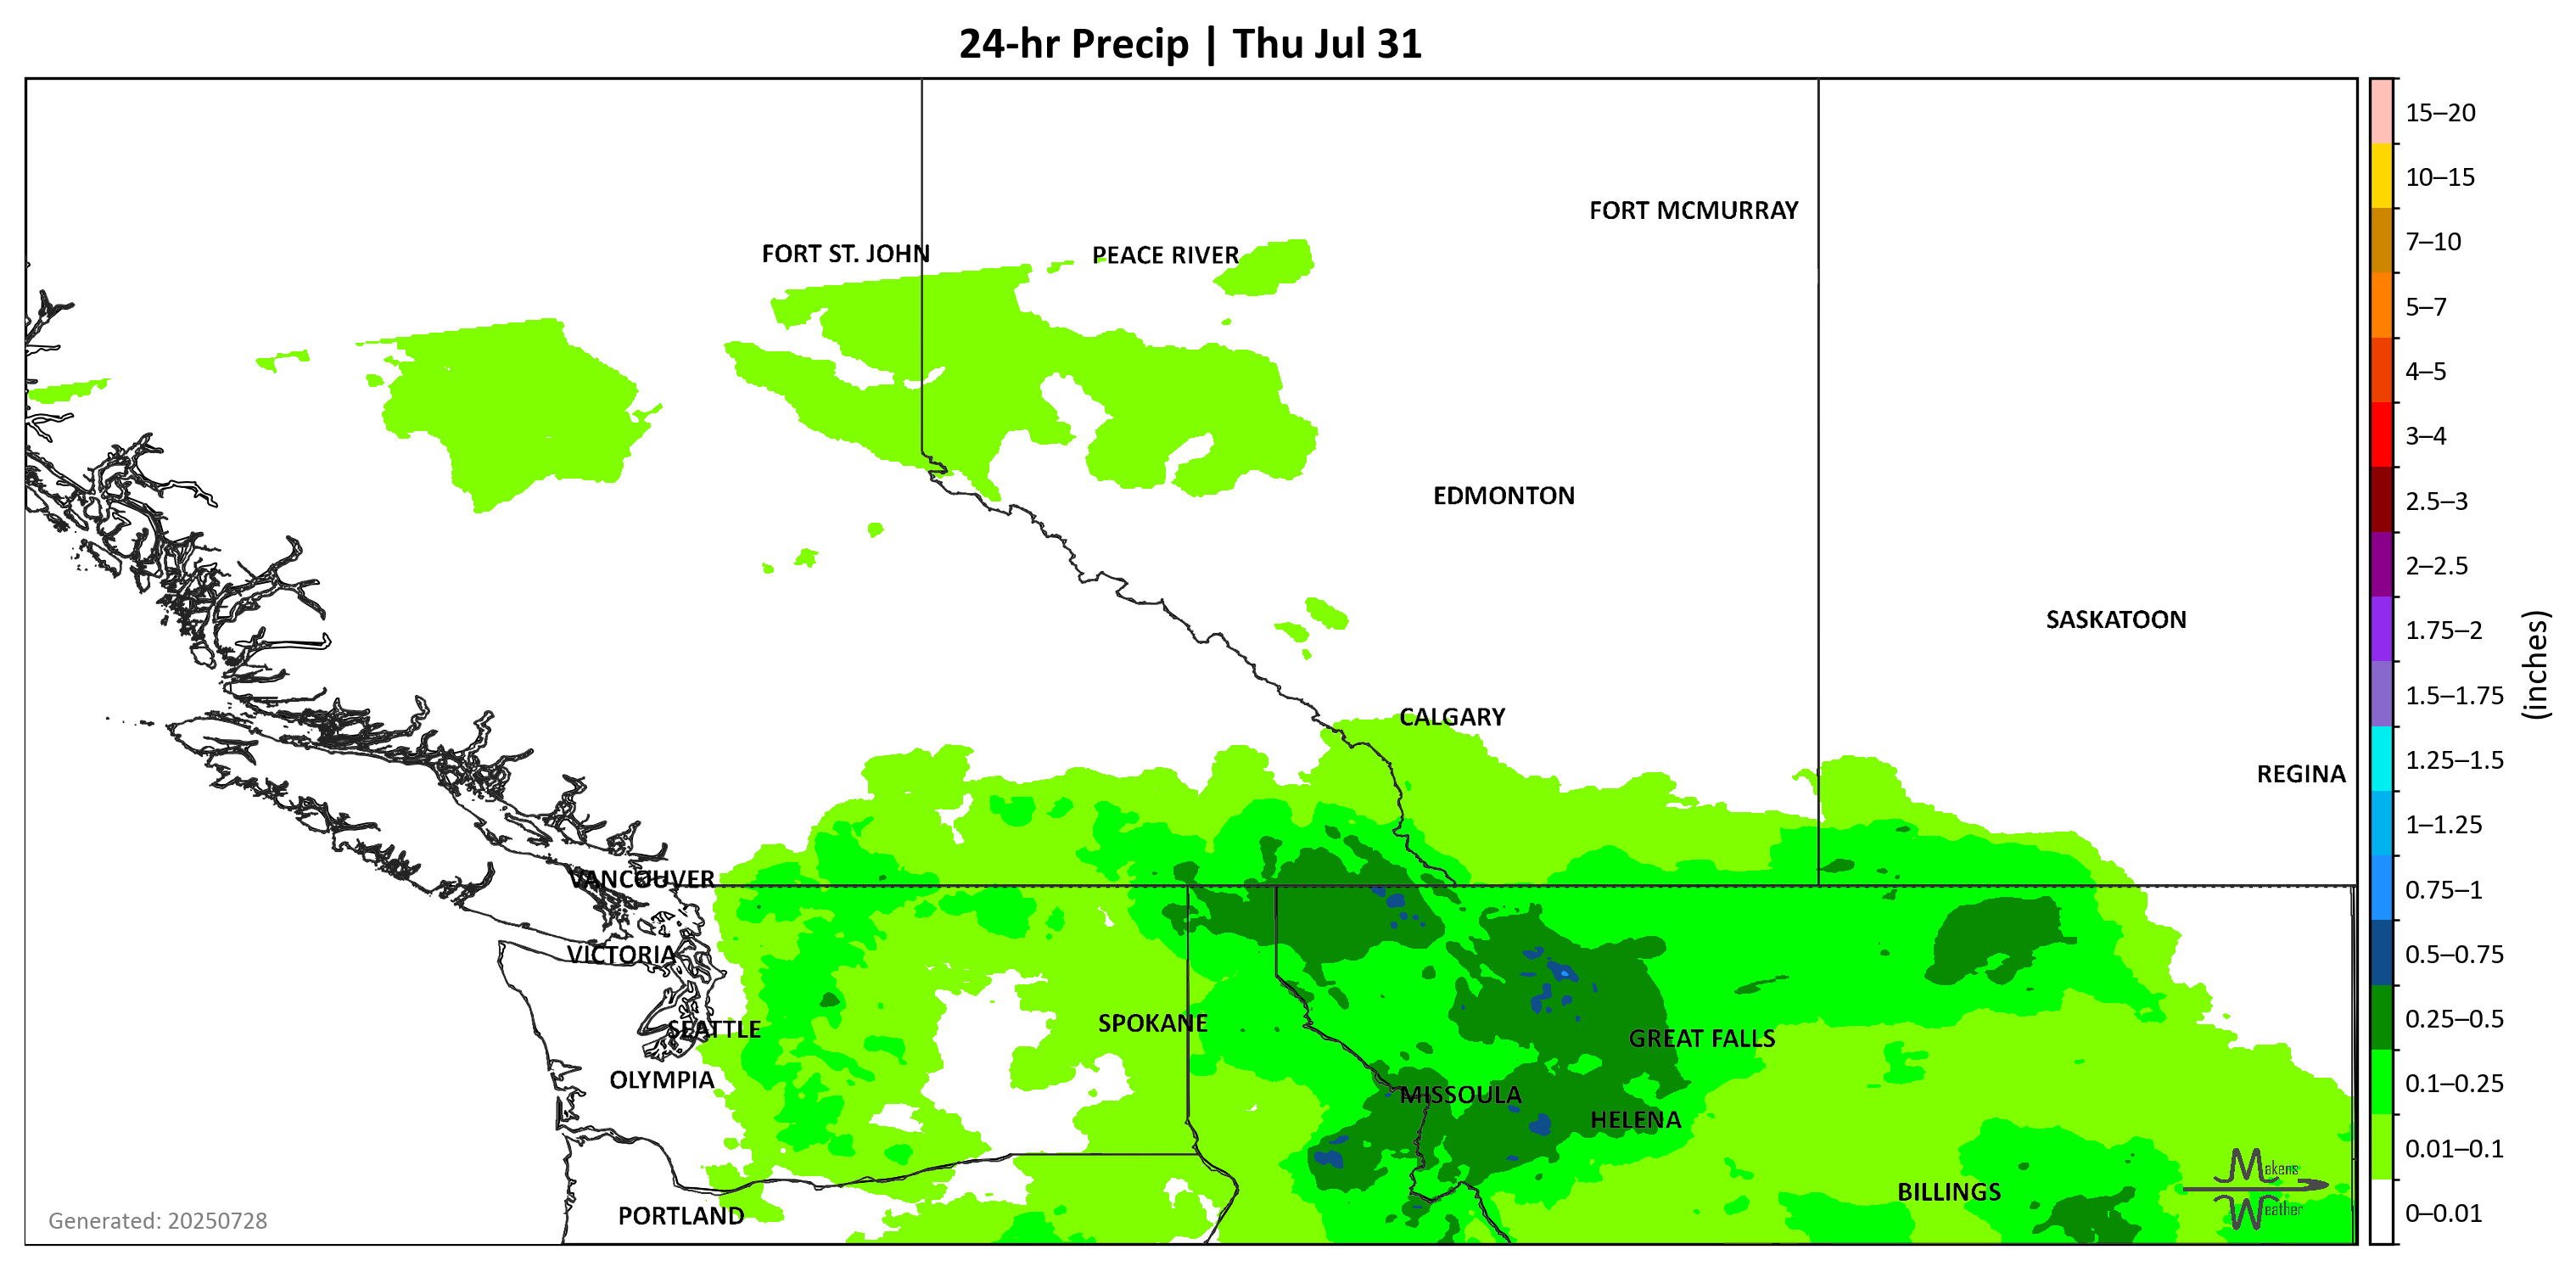 24-hr Precip | Thu Jul 31
15–20
10–15
FORT MCMURRAY
7–10
FORT ST. JOHN
PEACE RIVER
5–7
4–5
3–4
EDMONTON
2.5–3
2–2.5
SASKATOON
1.75–2
(inches)
1.5–1.75
CALGARY
1.25–1.5
REGINA
1–1.25
VANCOUVER
0.75–1
VICTORIA
0.5–0.75
SPOKANE
0.25–0.5
SEATTLE
GREAT FALLS
OLYMPIA
0.1–0.25
MISSOULA
HELENA
0.01–0.1
Makens
Weather
BILLINGS
PORTLAND
0–0.01
Generated: 20250728